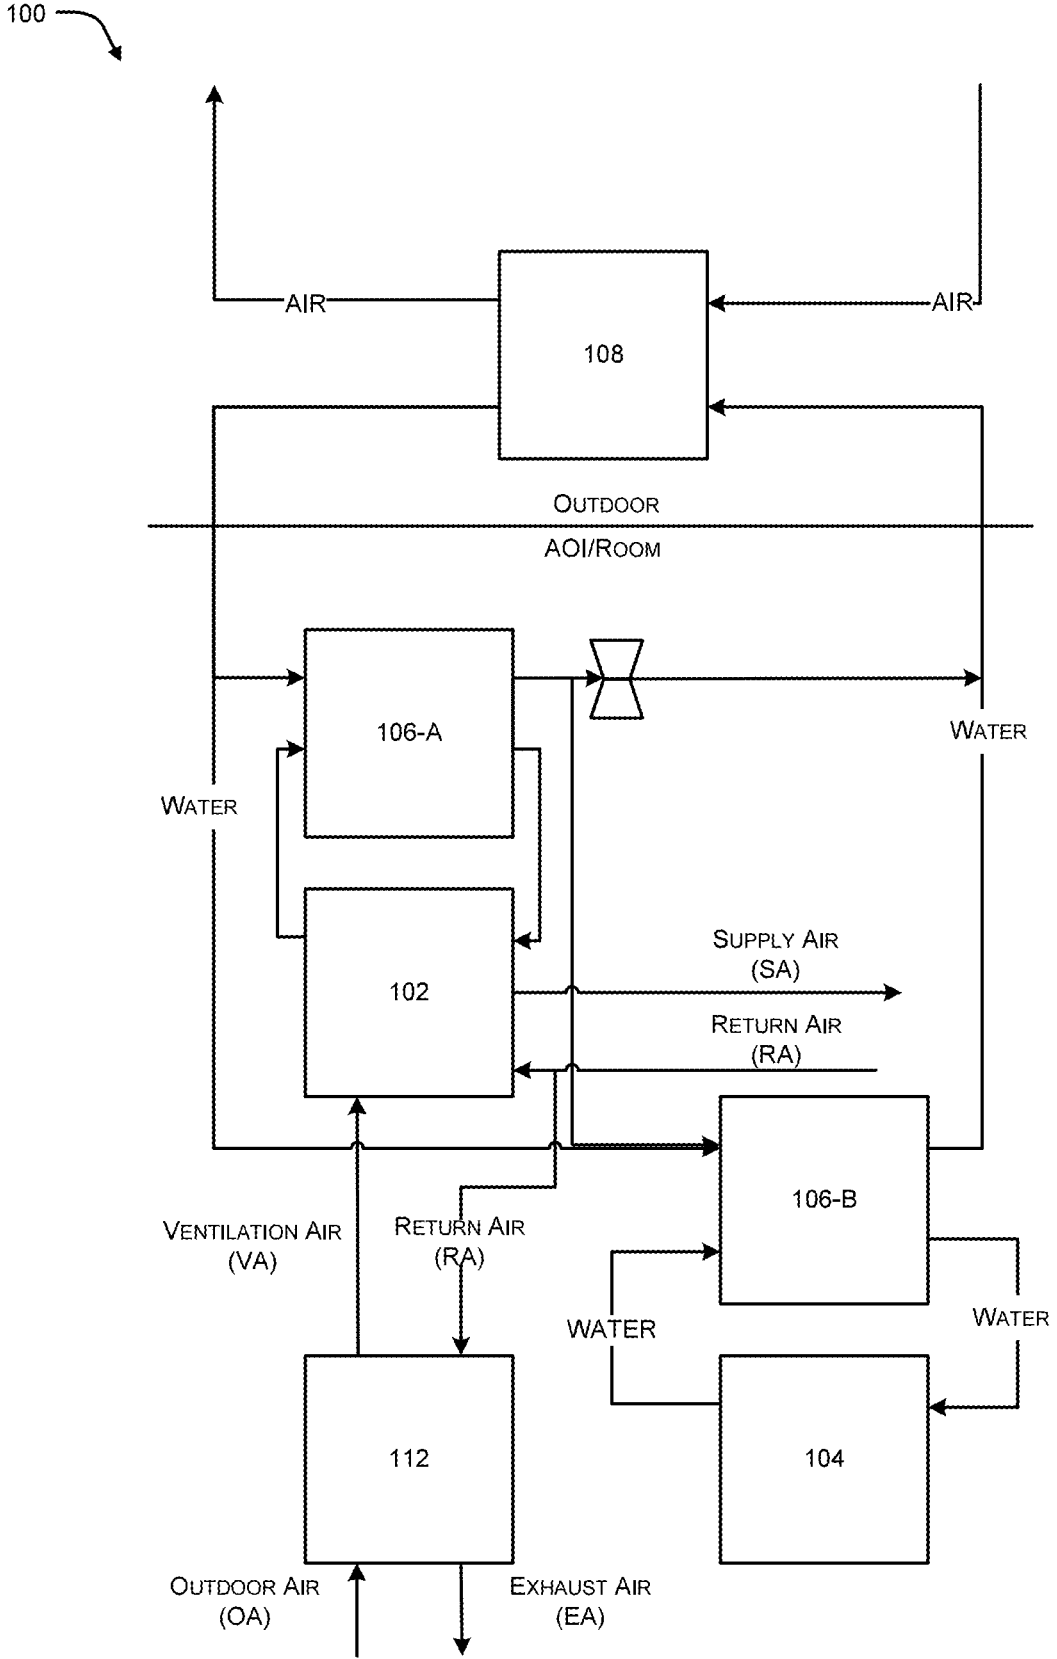 100
AIR
AIR
108
OUTDOOR
AOI/ROOM
106-A
WATER
WATER
SUPPLY AIR
(SA)
102
RETURN AIR
(RA)
106-B
VENTILATION AIR
(VA)
RETURN AIR
(RA)
WATER
WATER
112
104
OUTDOOR AIR
(OA)
EXHAUST AIR
(EA)